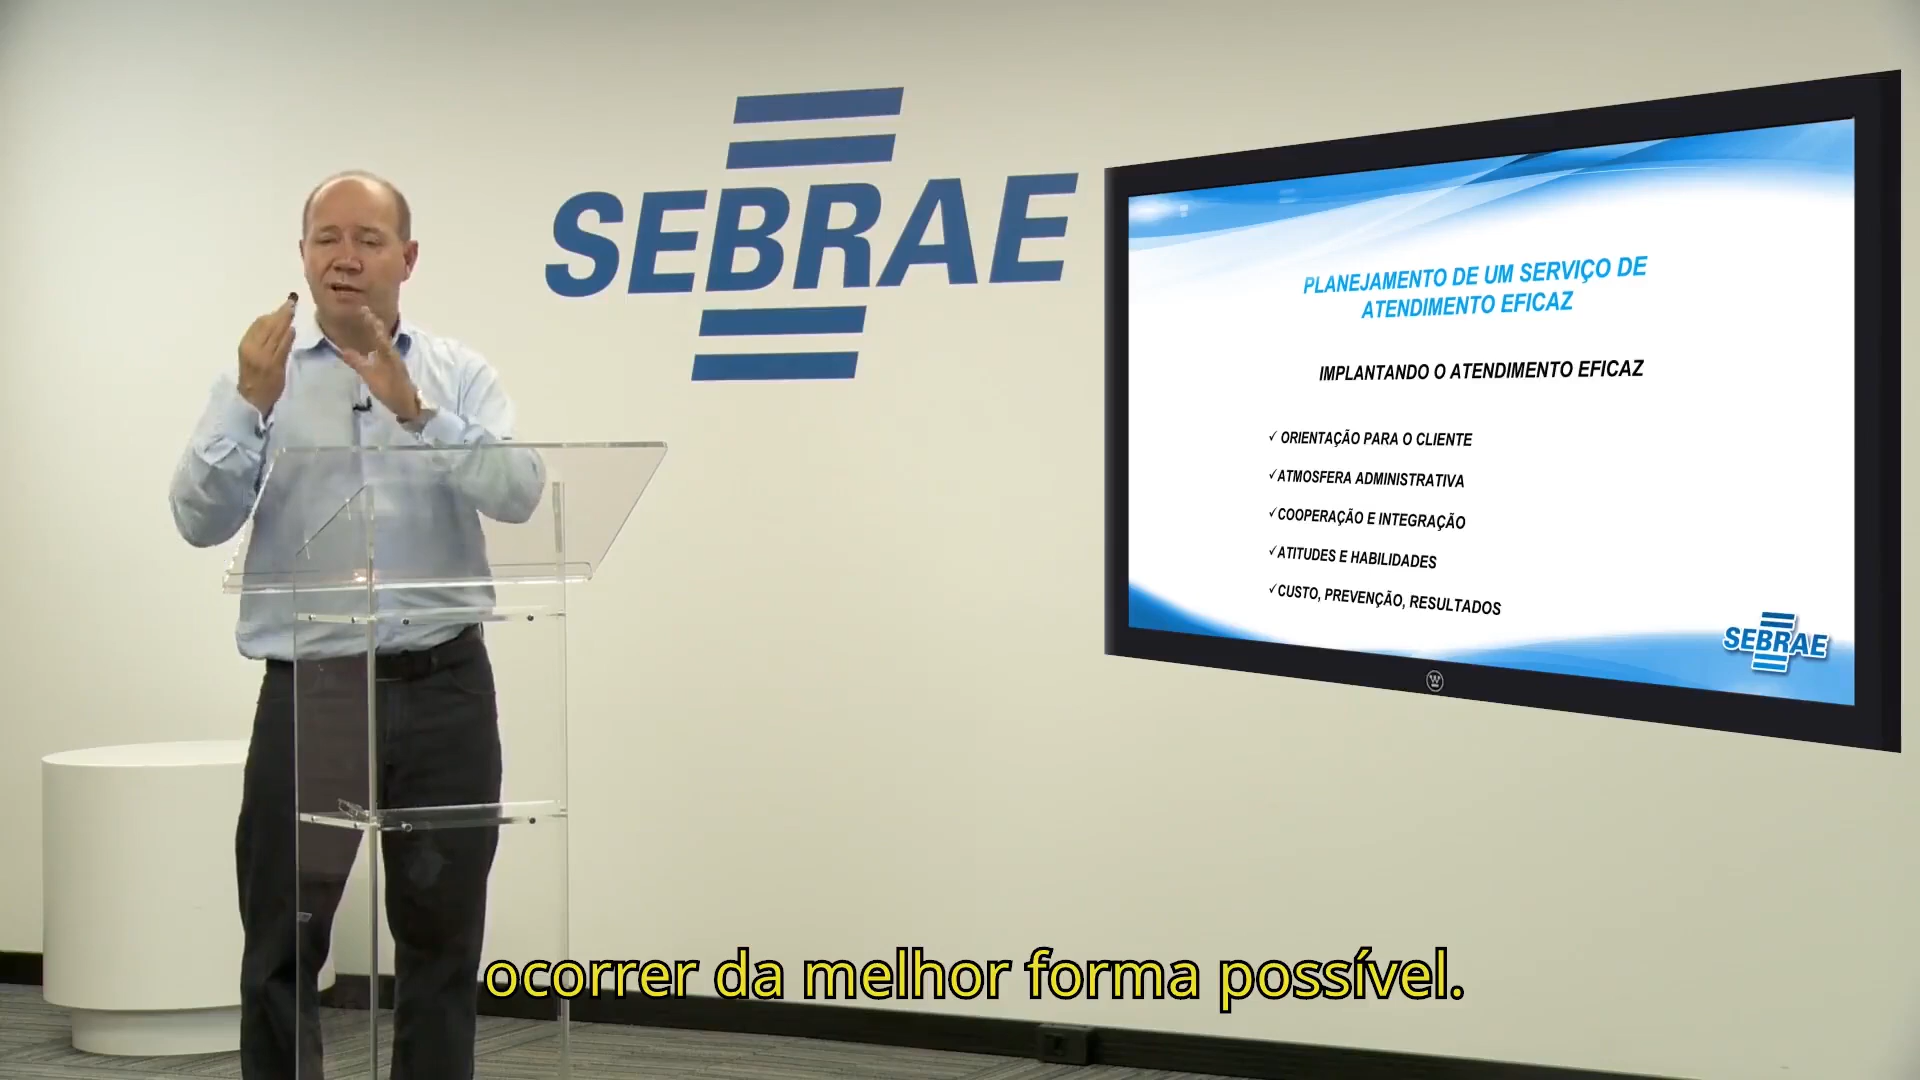 SEBRAE
PLANEJAMENTO DE UM SERVIÇO DE
ATENDIMENTO EFICAZ
IMPLANTANDO O ATENDIMENTO EFICAZ
✓ ORIENTAÇÃO PARA O CLIENTE
✓ATMOSFERA ADMINISTRATIVA
✓COOPERAÇÃO E INTEGRAÇÃO
✓ATITUDES E HABILIDADES
✓CUSTO, PREVENÇÃO, RESULTADOS
SEBRAE
W
ocorrer da melhor forma possível.